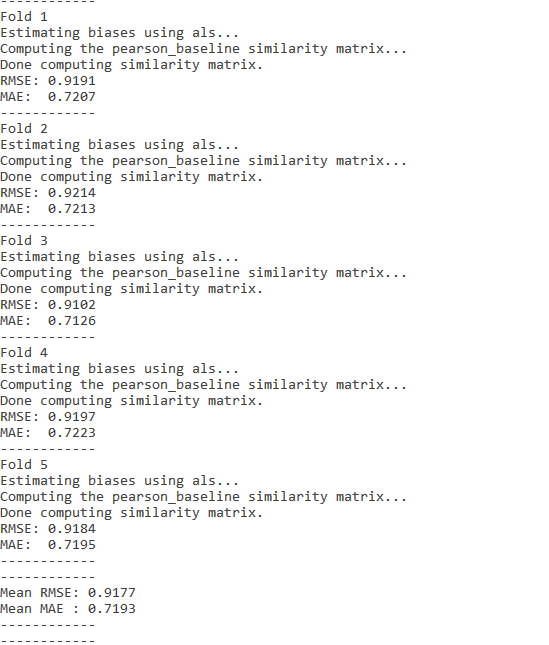 ------------
Fold 1
Estimating biases using als...
Computing the pearson_baseline similarity matrix...
Done computing similarity matrix.
RMSE: 0.9191
MAE:  0.7207
------------
Fold 2
Estimating biases using als...
Computing the pearson_baseline similarity matrix...
Done computing similarity matrix.
RMSE: 0.9214
MAE:  0.7213
------------
Fold 3
Estimating biases using als...
Computing the pearson_baseline similarity matrix...
Done computing similarity matrix.
RMSE: 0.9102
MAE:  0.7126
------------
Fold 4
Estimating biases using als...
Computing the pearson_baseline similarity matrix...
Done computing similarity matrix.
RMSE: 0.9197
MAE:  0.7223
------------
Fold 5
Estimating biases using als...
Computing the pearson_baseline similarity matrix...
Done computing similarity matrix.
RMSE: 0.9184
MAE:  0.7195
------------
------------
Mean RMSE: 0.9177
Mean MAE : 0.7193
------------
------------